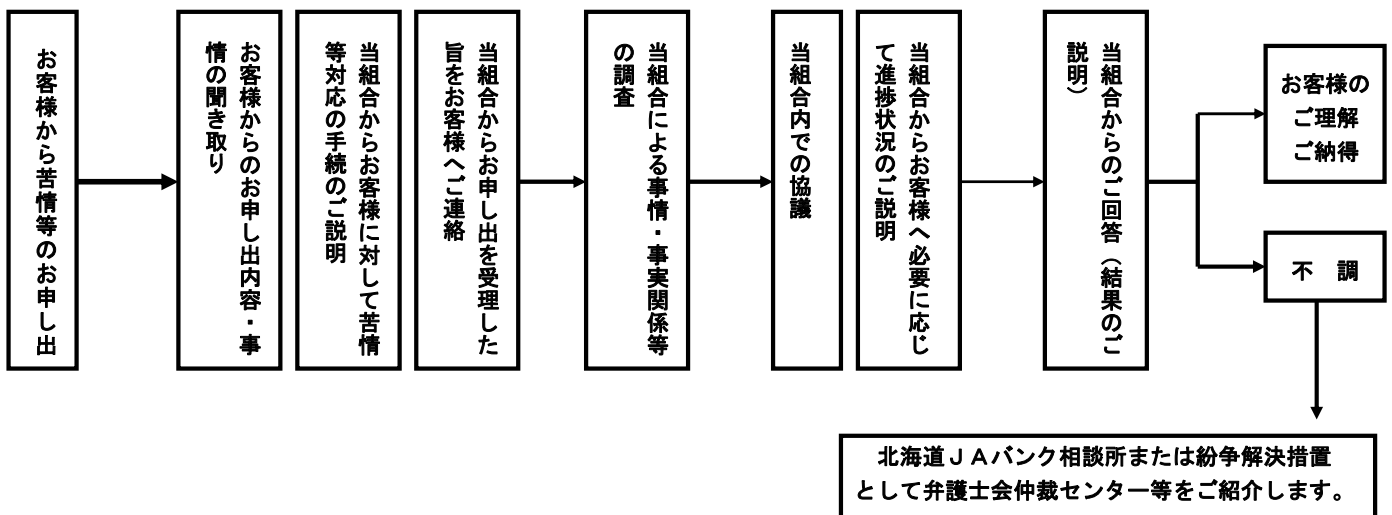 お客様から苦情等のお申し出
お客様からのお申し出内容・事
情の聞き取り
当組合からお客様に対して苦情
等対応の手続のご説明
当組合からお申し出を受理した
旨をお客様へご連絡
当組合による事情・事実関係等
の調査
当組合内での協議
当組合からお客様へ必要に応じ
て進捗状況のご説明
当組合からのご回答（結果のご
説明）
お客様の
ご理解
ご納得
不　調
北海道ＪＡバンク相談所または紛争解決措置
として弁護士会仲裁センター等をご紹介します。